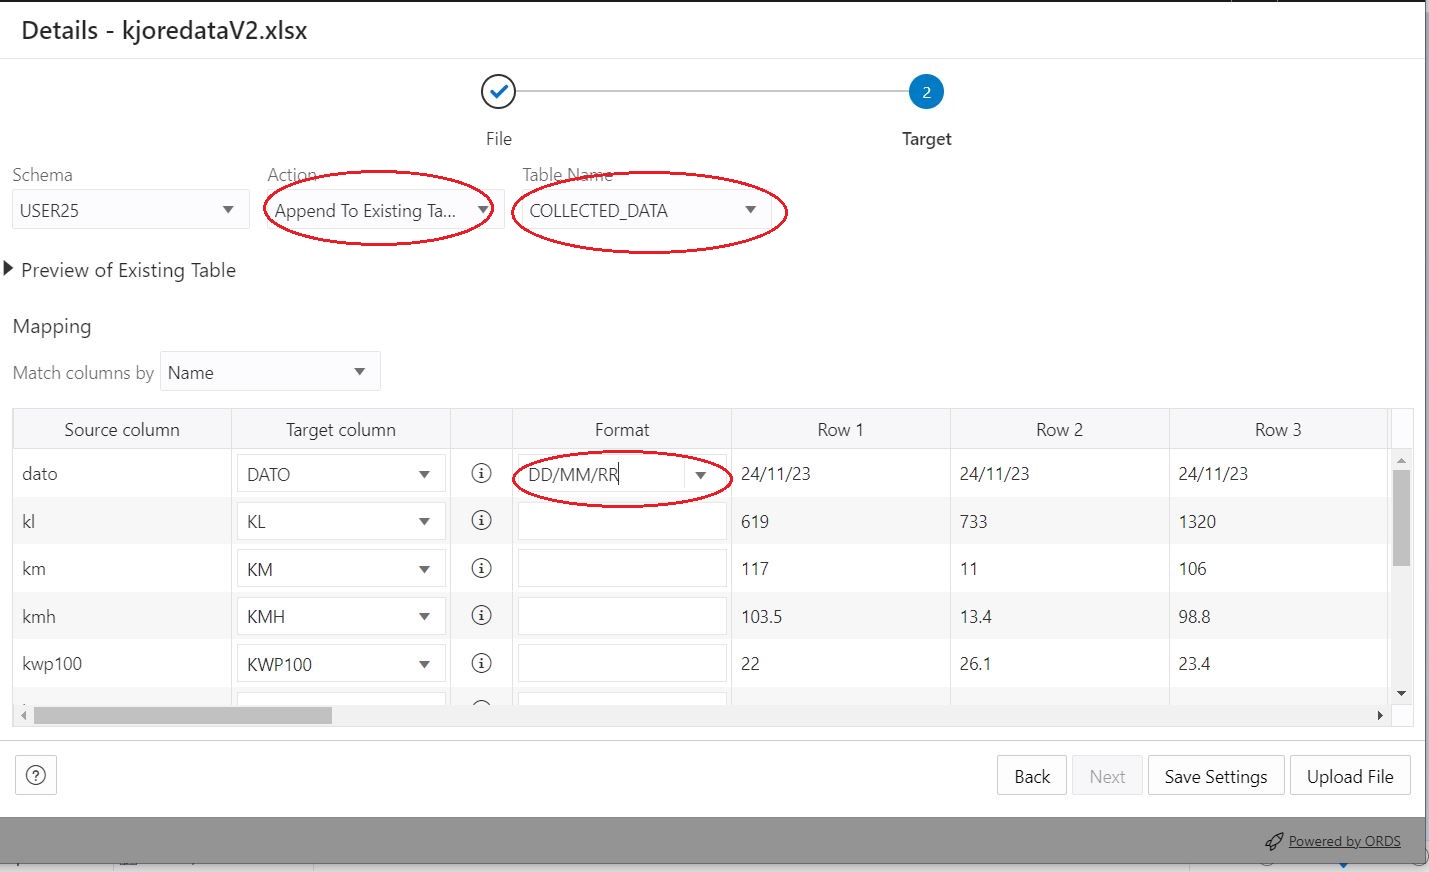 Details - kjoredataV2.xlsx
2
File
Target
Schema
Action
Table Name
USER25
Append To Existing Ta...
COLLECTED_DATA
Preview of Existing Table
Mapping
Match columns by Name
Source column Target column Format Row 1 Row 2 Row 3
dato DATO DD/MM/RR 24/11/23 24/11/23 24/11/23
kl KL 619 733 1320
km KM 117 11 106
kmh KMH 103.5 13.4 98.8
kwp100 KWP100 22 26.1 23.4
? Back Next Save Settings Upload File
Powered by ORDS